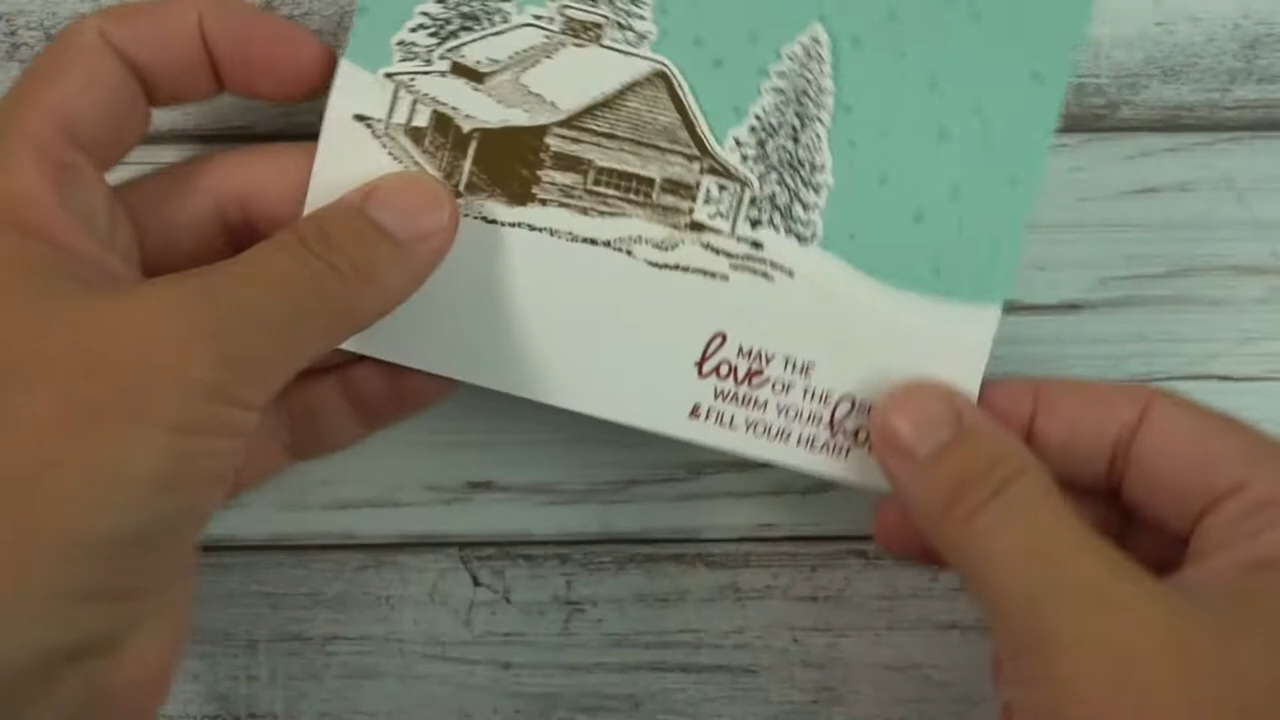 MAY THE
love OF THE
WARM YOUR
& FILL YOUR HEART